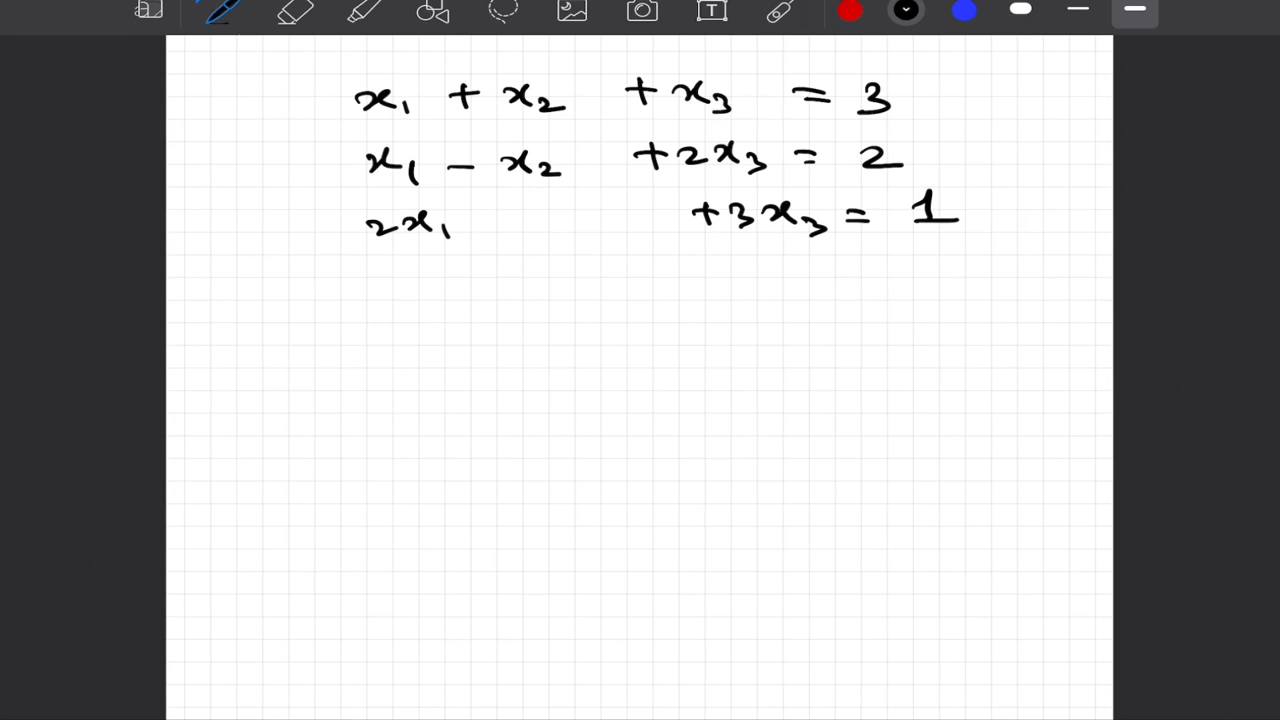 x₁ + x₂ + x₃ = 3
x₁ − x₂ + 2x₃ = 2
2x₁ + 3x₃ = 1